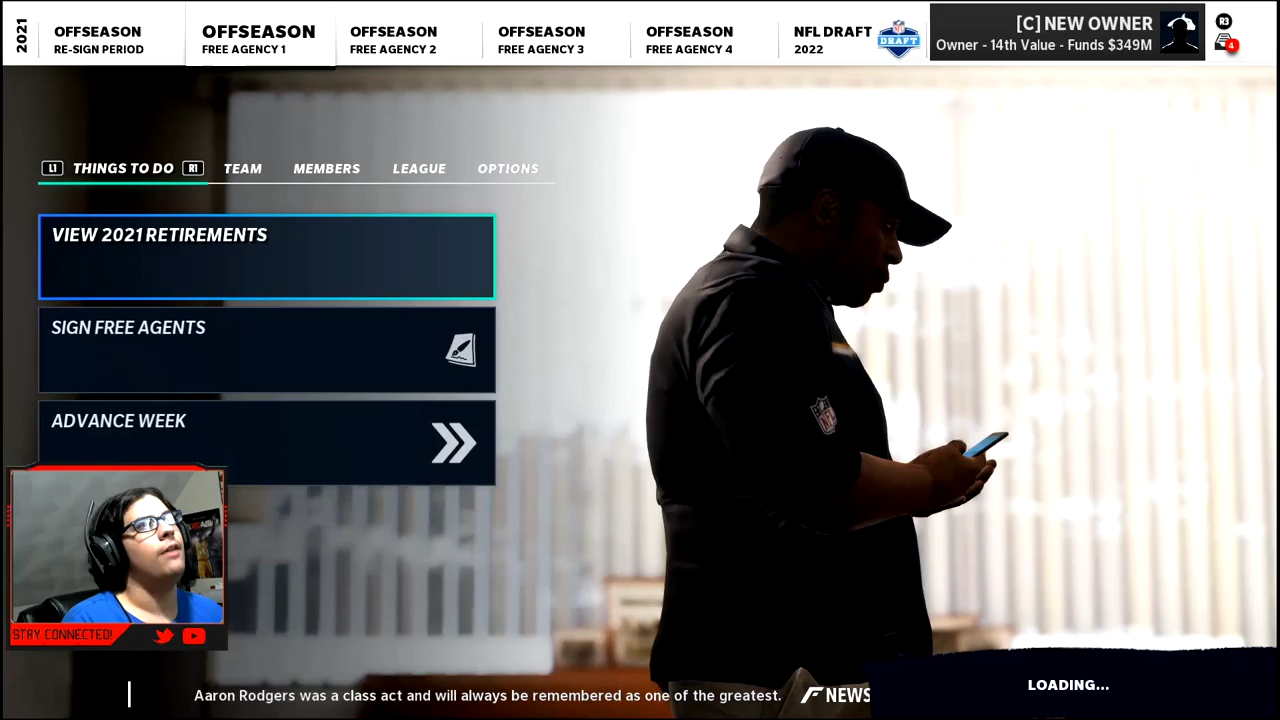 2021
OFFSEASON
RE-SIGN PERIOD
OFFSEASON
FREE AGENCY 1
OFFSEASON
FREE AGENCY 2
OFFSEASON
FREE AGENCY 3
OFFSEASON
FREE AGENCY 4
NFL DRAFT
2022
DRAFT
[C] NEW OWNER
Owner - 14th Value - Funds $349M
R3
4
L1 THINGS TO DO R1 TEAM MEMBERS LEAGUE OPTIONS
VIEW 2021 RETIREMENTS
SIGN FREE AGENTS
ADVANCE WEEK
NFL
STAY CONNECTED!
Aaron Rodgers was a class act and will always be remembered as one of the greatest.
NEWS
LOADING...